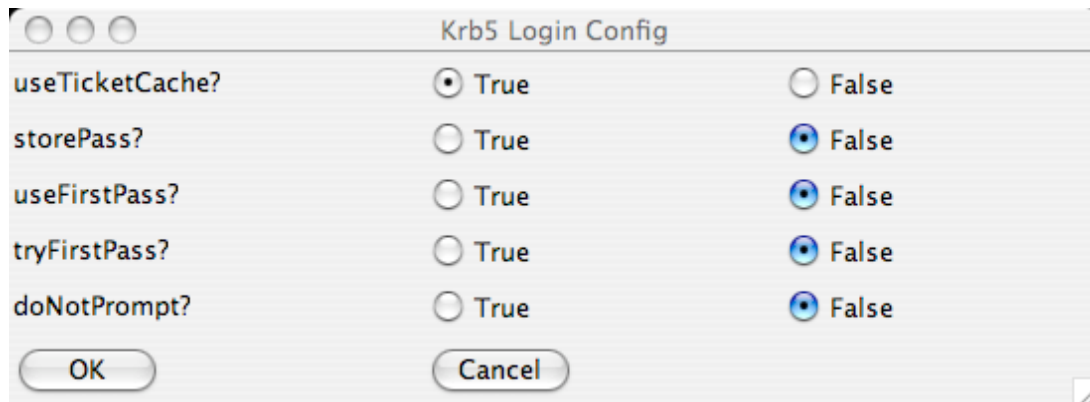 Krb5 Login Config
useTicketCache? True False
storePass? True False
useFirstPass? True False
tryFirstPass? True False
doNotPrompt? True False
OK Cancel